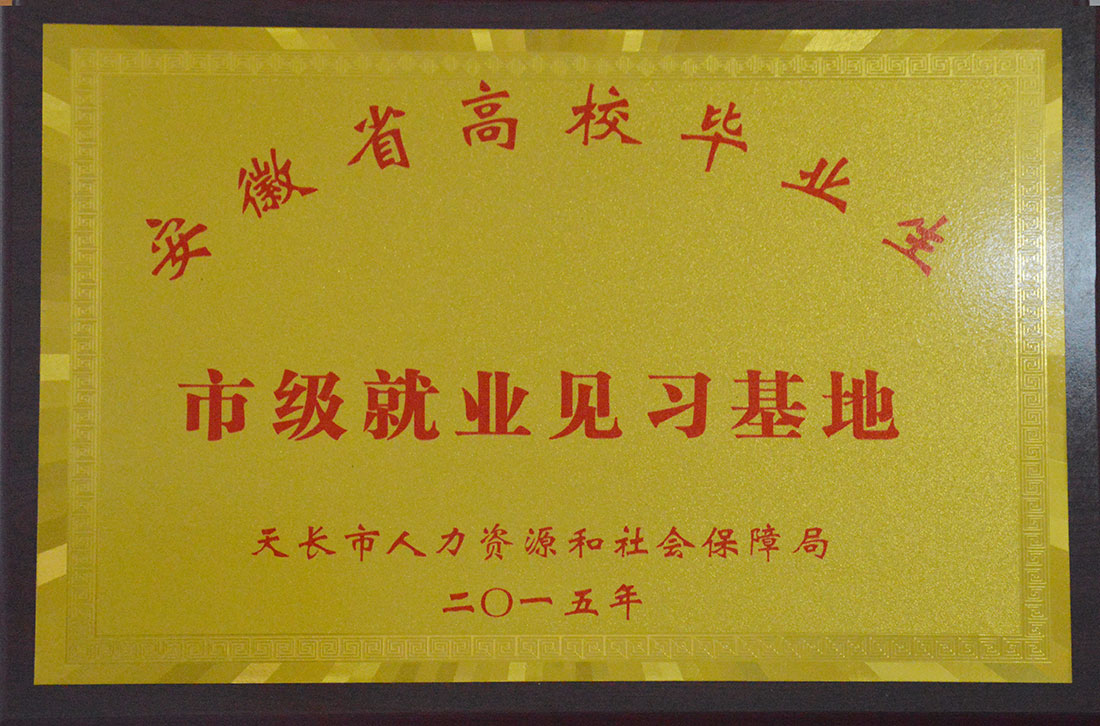 安徽省高校毕业生
市级就业见习基地
天长市人力资源和社会保障局
二〇一五年